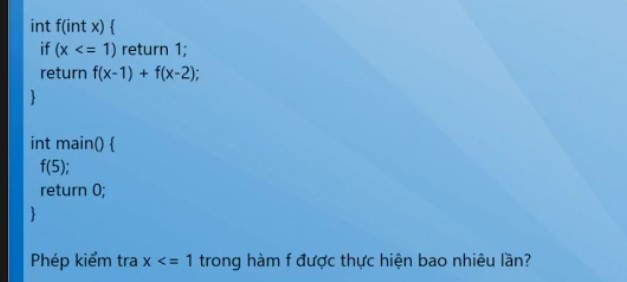 int f(int x) {
if (x <= 1) return 1;
return f(x-1) + f(x-2);
}
int main() {
f(5);
return 0;
}
Phép kiểm tra x <= 1 trong hàm f được thực hiện bao nhiêu lần?